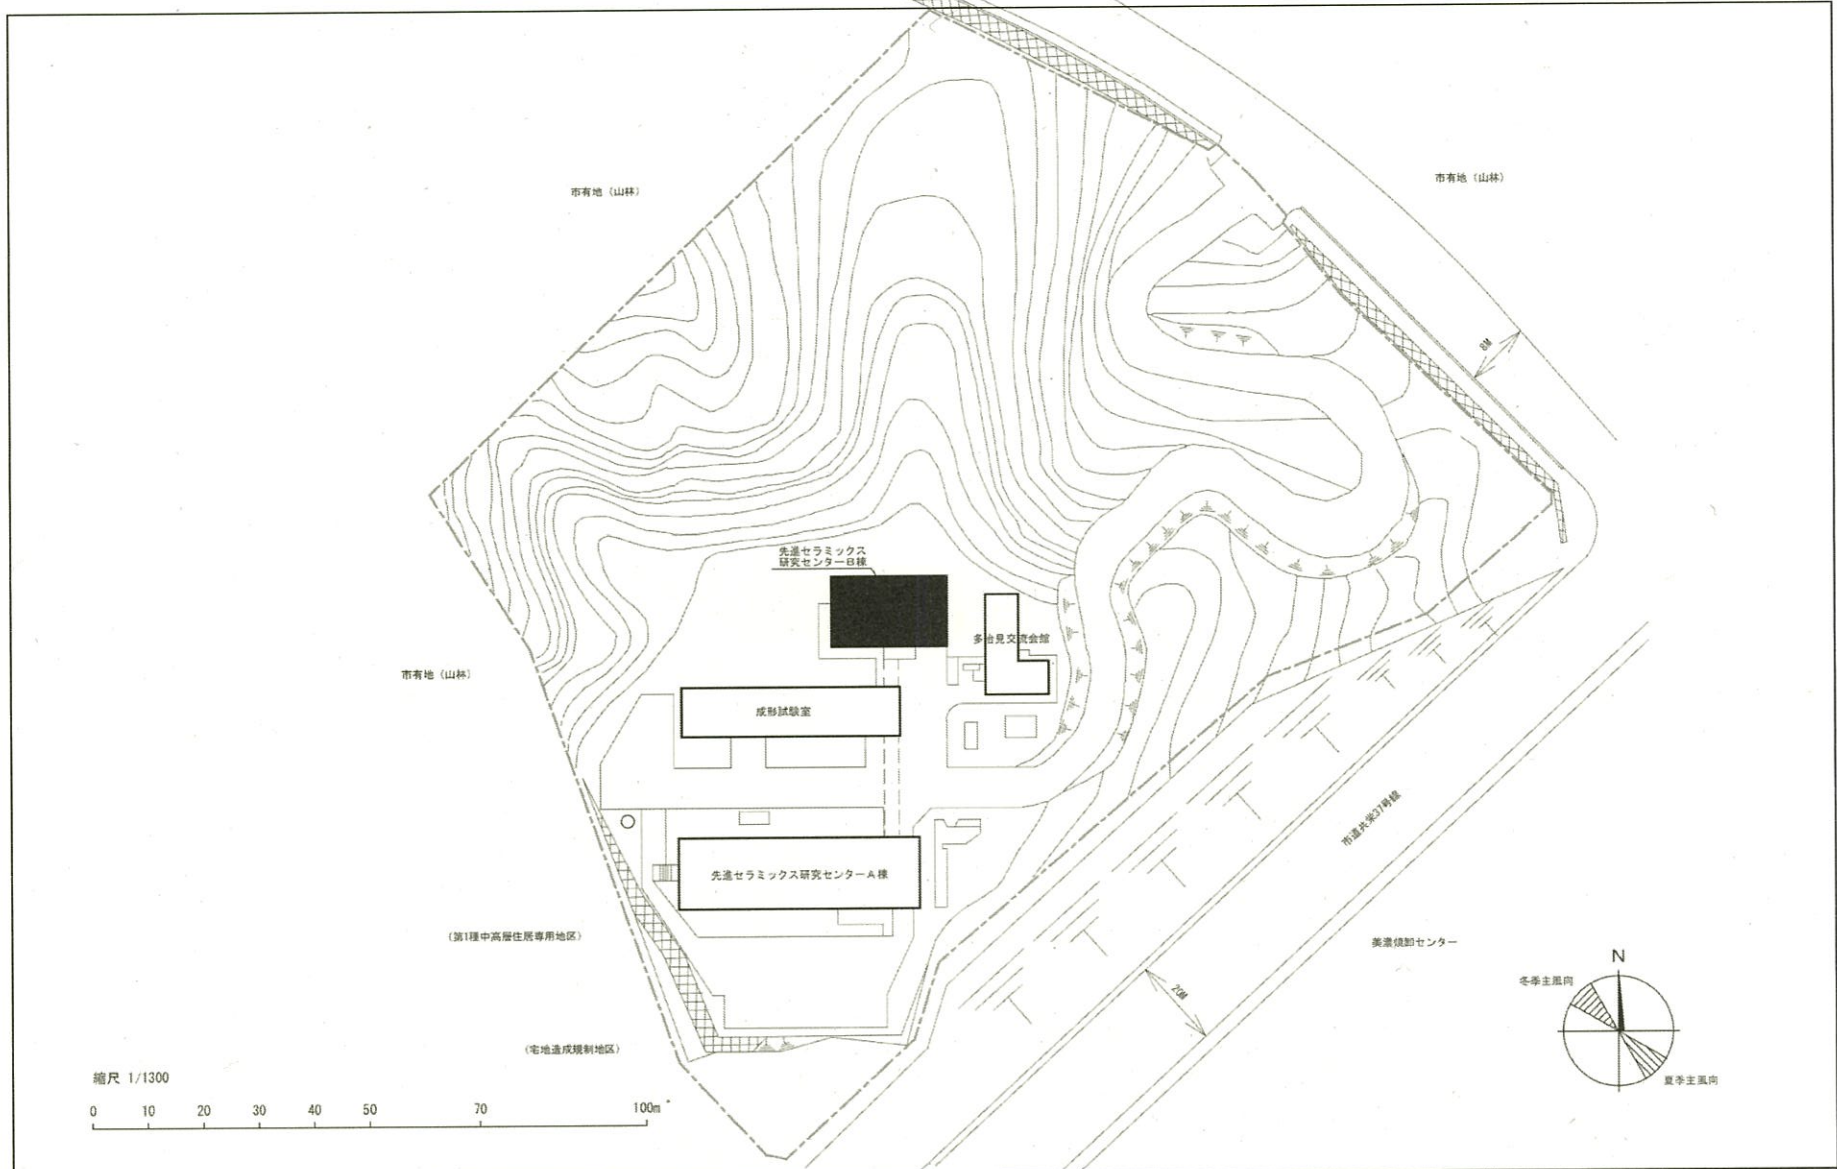 市有地（山林）
市有地（山林）
8M
先進セラミックス
研究センターB棟
多治見交流会館
市有地（山林）
成形試験室
市道共栄37号線
先進セラミックス研究センターA棟
(第1種中高層住居専用地区)
美濃焼卸センター
N
冬季主風向
20M
(宅地造成規制地区)
夏季主風向
縮尺 1/1300
0 10 20 30 40 50 70 100m